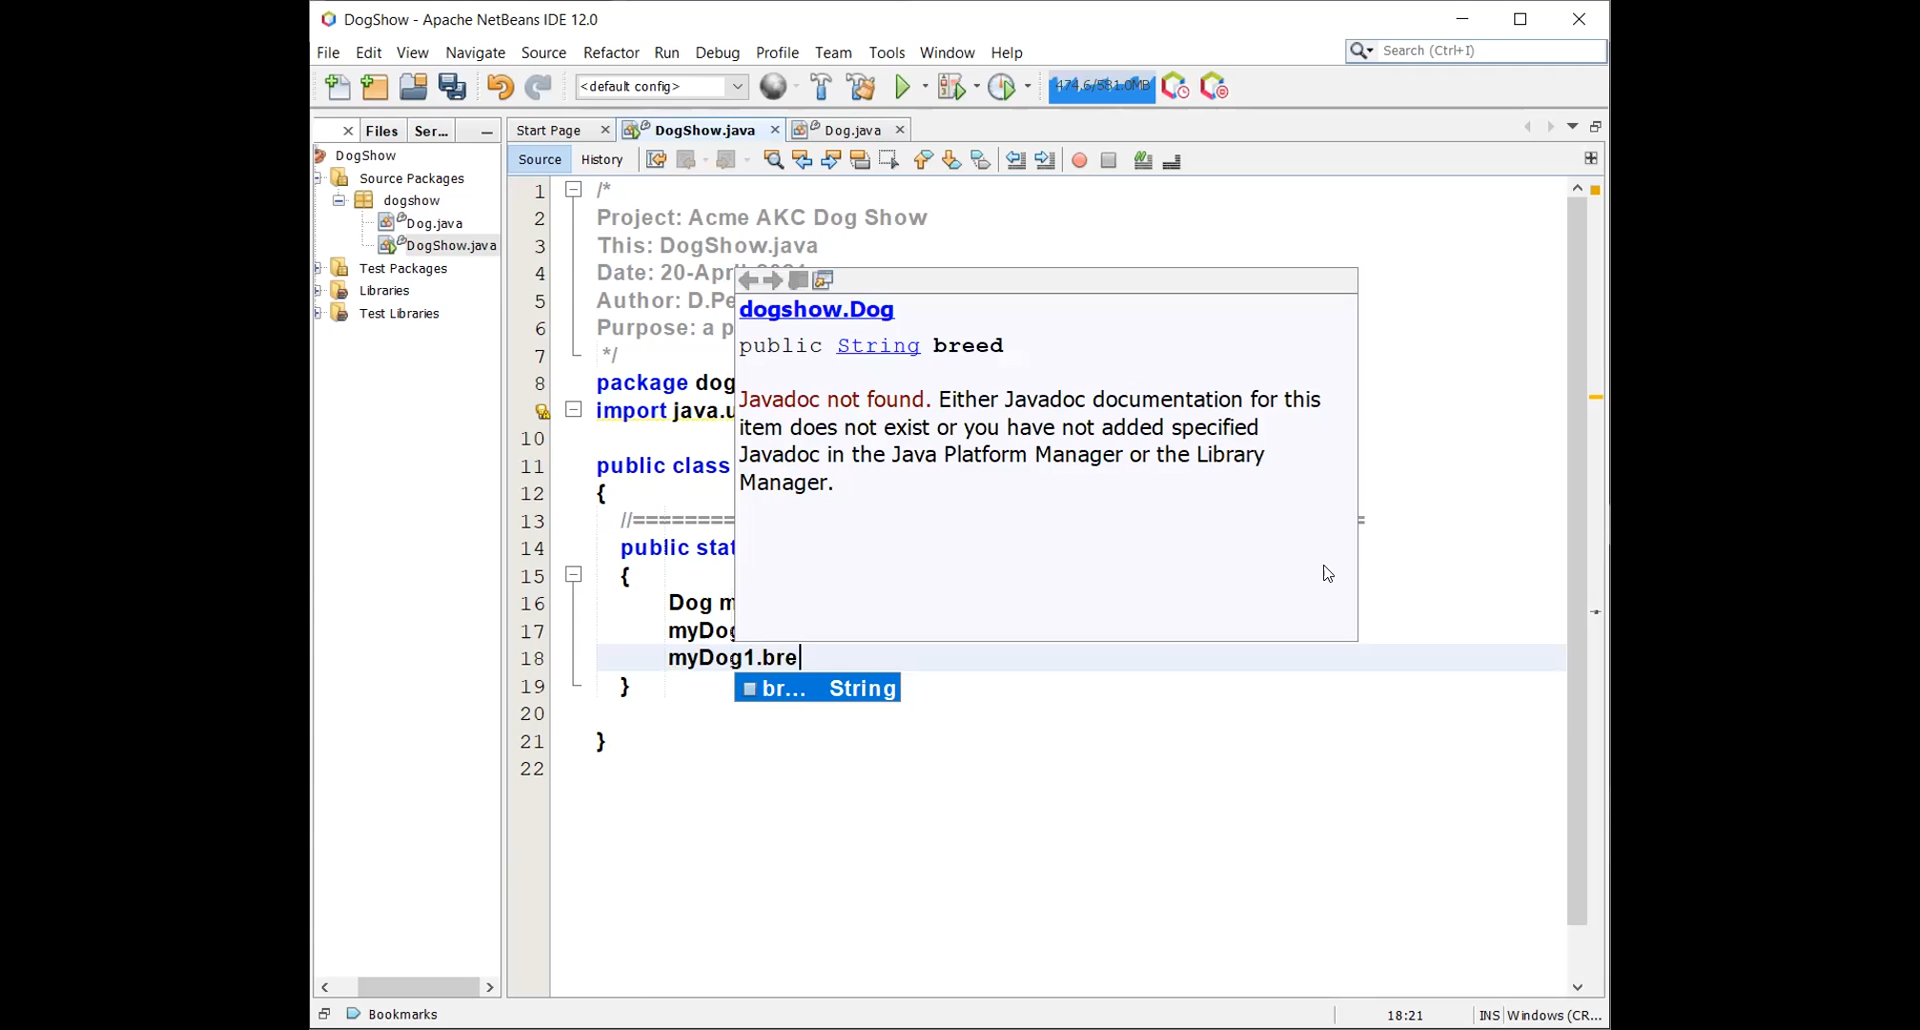 DogShow - Apache NetBeans IDE 12.0
File Edit View Navigate Source Refactor Run Debug Profile Team Tools Window Help
Search (Ctrl+I)
<default config>
474,6/581.0MB
Files Ser...
Start Page DogShow.java Dog.java
DogShow
Source Packages
dogshow
Dog.java
DogShow.java
Test Packages
Libraries
Test Libraries
Source History
1 /*
2 Project: Acme AKC Dog Show
3 This: DogShow.java
4 Date: 20-Apri
5 Author: D.Pe
6 Purpose: a p
7 */
8 package dog
import java.u
10
11 public class
12 {
13 //==========
14 public stat
15 {
16 Dog m
17 myDog
18 myDog1.bre
19 }
20
21 }
22
dogshow.Dog
public String breed
Javadoc not found. Either Javadoc documentation for this
item does not exist or you have not added specified
Javadoc in the Java Platform Manager or the Library
Manager.
br... String
Bookmarks
18:21 INS Windows (CR...